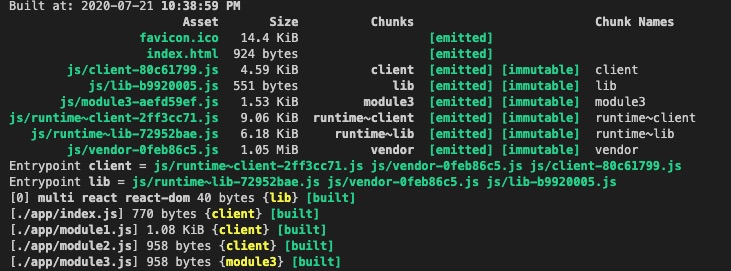 Built at: 2020-07-21 10:38:59 PM
Asset Size Chunks Chunk Names
favicon.ico 14.4 KiB [emitted]
index.html 924 bytes [emitted]
js/client-80c61799.js 4.59 KiB client [emitted] [immutable] client
js/lib-b9920005.js 551 bytes lib [emitted] [immutable] lib
js/module3-aefd59ef.js 1.53 KiB module3 [emitted] [immutable] module3
js/runtime~client-2ff3cc71.js 9.06 KiB runtime~client [emitted] [immutable] runtime~client
js/runtime~lib-72952bae.js 6.18 KiB runtime~lib [emitted] [immutable] runtime~lib
js/vendor-0feb86c5.js 1.05 MiB vendor [emitted] [immutable] vendor
Entrypoint client = js/runtime~client-2ff3cc71.js js/vendor-0feb86c5.js js/client-80c61799.js
Entrypoint lib = js/runtime~lib-72952bae.js js/vendor-0feb86c5.js js/lib-b9920005.js
[0] multi react react-dom 40 bytes {lib} [built]
[./app/index.js] 770 bytes {client} [built]
[./app/module1.js] 1.08 KiB {client} [built]
[./app/module2.js] 958 bytes {client} [built]
[./app/module3.js] 958 bytes {module3} [built]